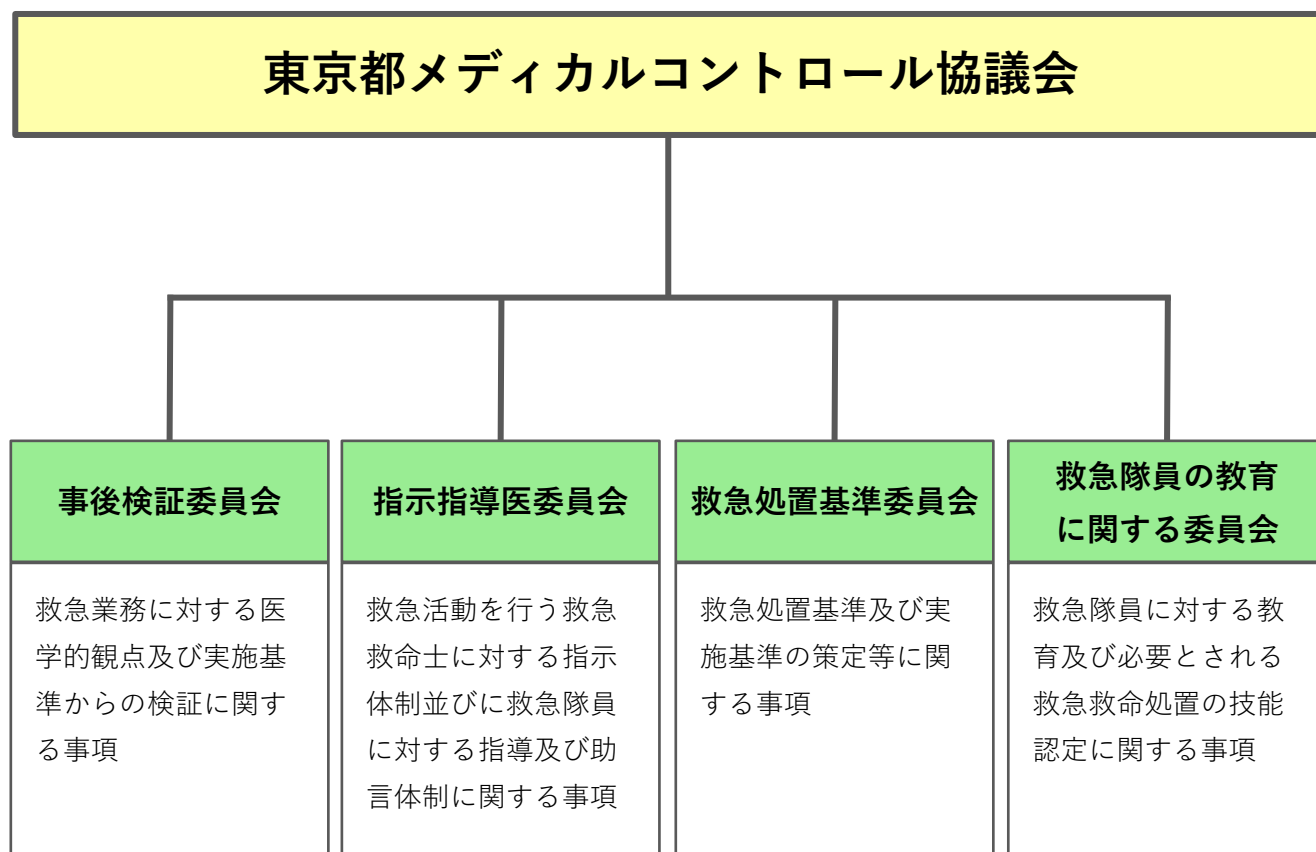 東京都メディカルコントロール協議会
事後検証委員会
救急業務に対する医
学的観点及び実施基
準からの検証に関す
る事項
指示指導医委員会
救急活動を行う救急
救命士に対する指示
体制並びに救急隊員
に対する指導及び助
言体制に関する事項
救急処置基準委員会
救急処置基準及び実
施基準の策定等に関
する事項
救急隊員の教育
に関する委員会
救急隊員に対する教
育及び必要とされる
救急救命処置の技能
認定に関する事項